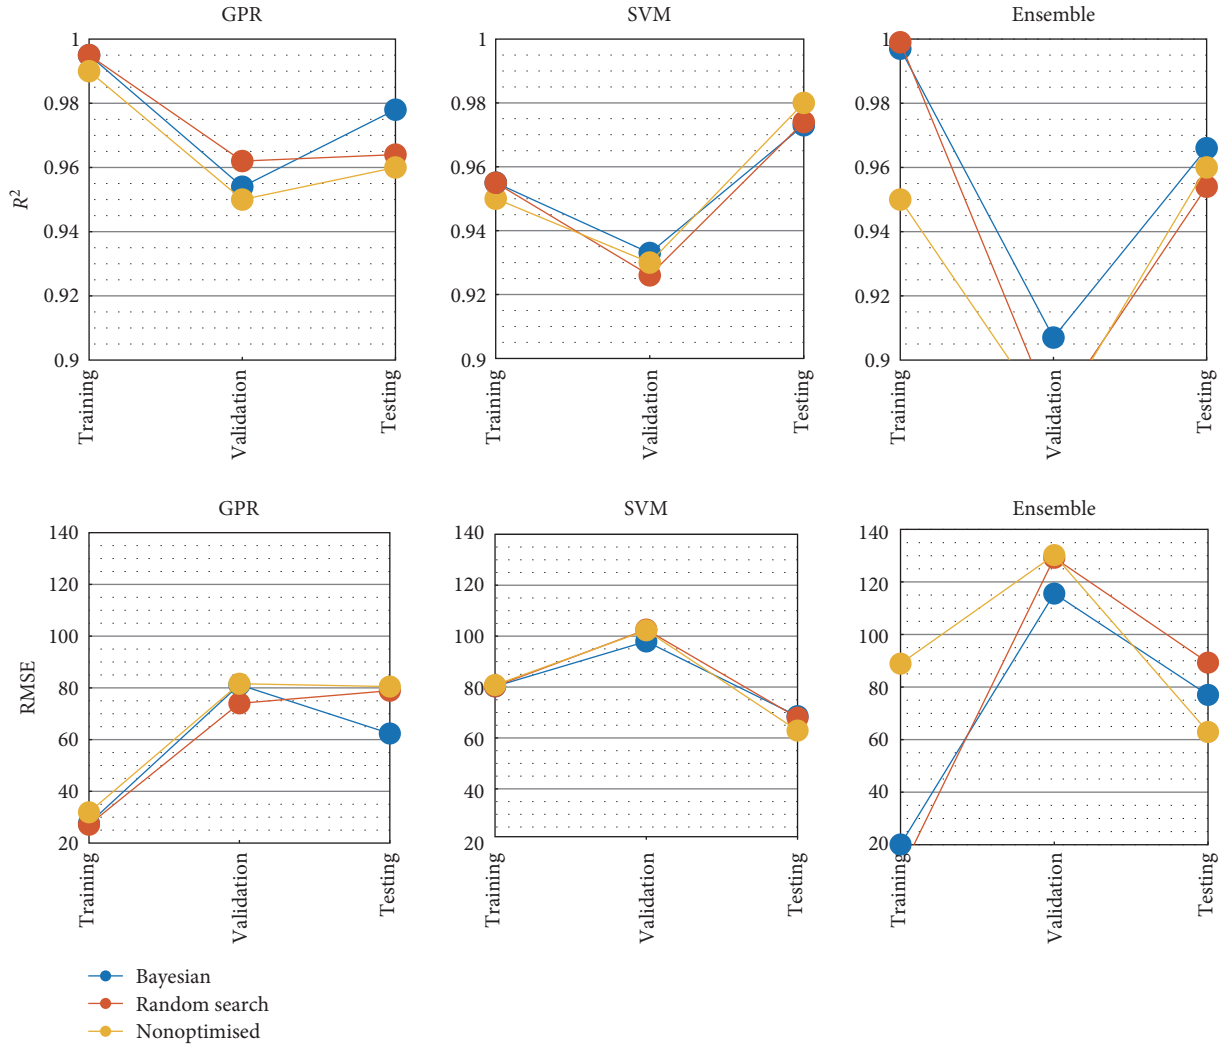 GPR
SVM
Ensemble
R²
1
0.98
0.96
0.94
0.92
0.9
Training
Validation
Testing
1
0.98
0.96
0.94
0.92
0.9
Training
Validation
Testing
1
0.98
0.96
0.94
0.92
0.9
Training
Validation
Testing
GPR
SVM
Ensemble
RMSE
140
120
100
80
60
40
20
Training
Validation
Testing
140
120
100
80
60
40
20
Training
Validation
Testing
140
120
100
80
60
40
20
Training
Validation
Testing
Bayesian
Random search
Nonoptimised